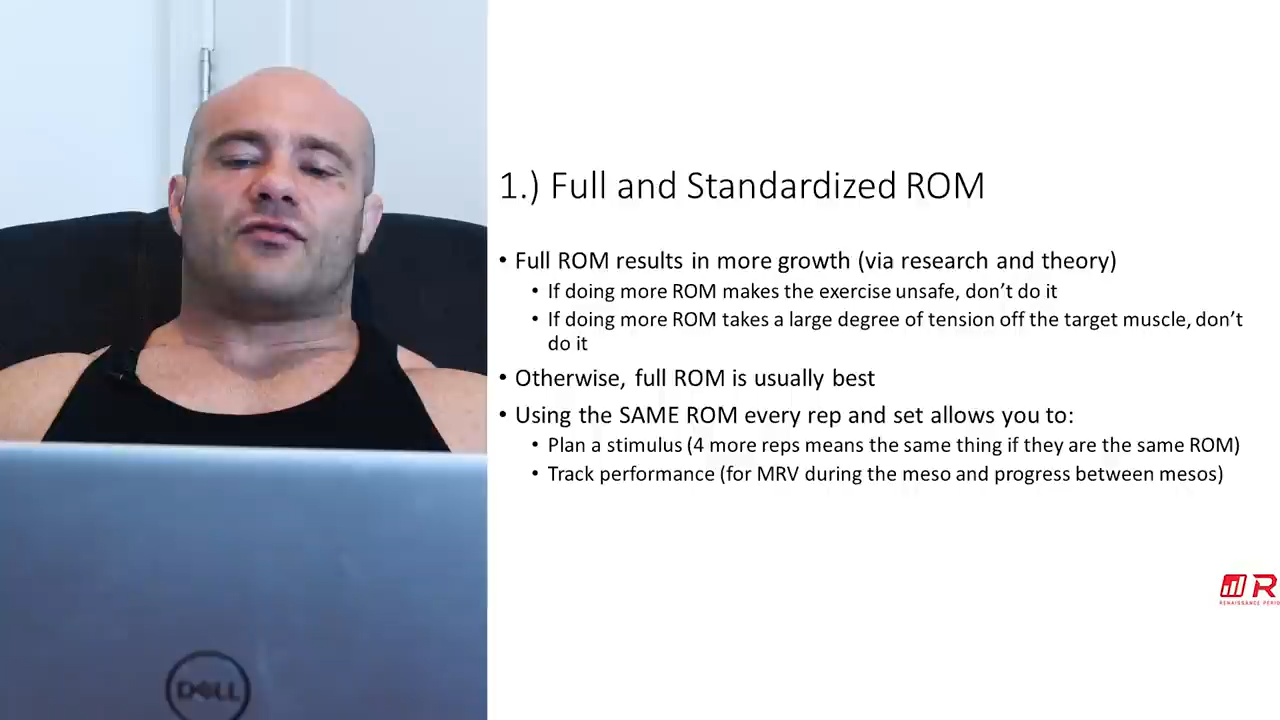 1.) Full and Standardized ROM
• Full ROM results in more growth (via research and theory)
• If doing more ROM makes the exercise unsafe, don’t do it
• If doing more ROM takes a large degree of tension off the target muscle, don’t
do it
• Otherwise, full ROM is usually best
• Using the SAME ROM every rep and set allows you to:
• Plan a stimulus (4 more reps means the same thing if they are the same ROM)
• Track performance (for MRV during the meso and progress between mesos)
R
RENAISSANCE PERIO
DELL